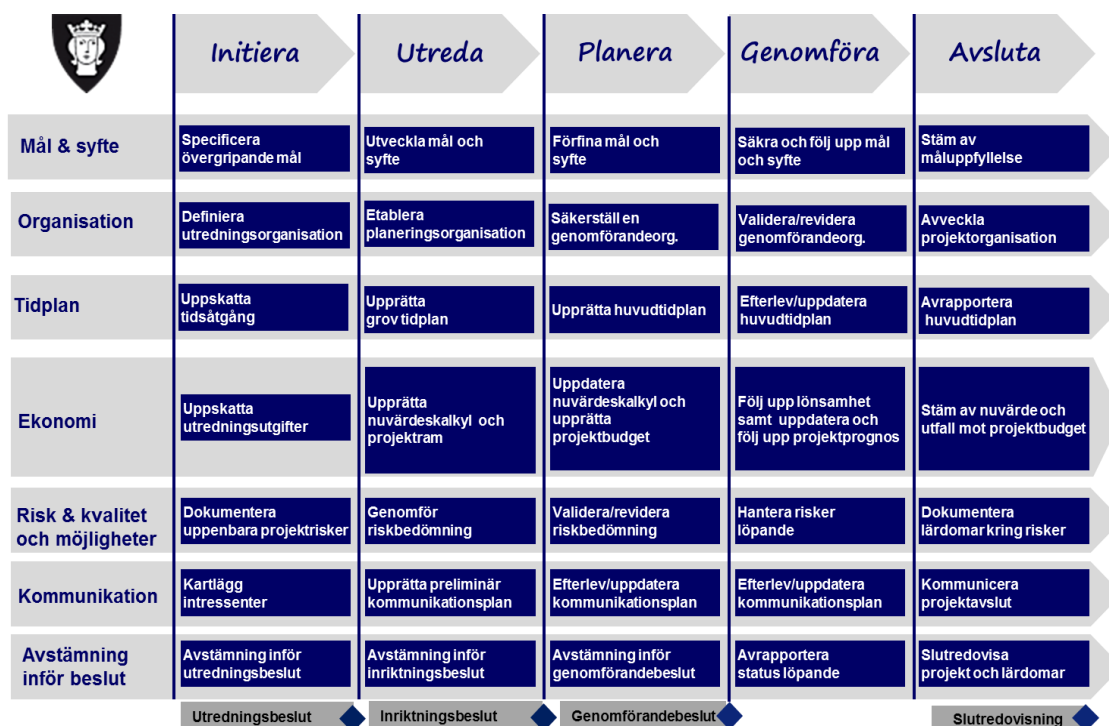 Initiera
Utreda
Planera
Genomföra
Avsluta
Mål & syfte
Specificera
övergripande mål
Utveckla mål och
syfte
Förfina mål och
syfte
Säkra och följ upp mål
och syfte
Stäm av
måluppfyllelse
Organisation
Definiera
utredningsorganisation
Etablera
planeringsorganisation
Säkerställ en
genomförandeorg.
Validera/revidera
genomförandeorg.
Avveckla
projektorganisation
Tidplan
Uppskatta
tidsåtgång
Upprätta
grov tidplan
Upprätta huvudtidplan
Efterlev/uppdatera
huvudtidplan
Avrapportera
huvudtidplan
Ekonomi
Uppskatta
utredningsutgifter
Upprätta
nuvärdeskalkyl och
projektram
Uppdatera
nuvärdeskalkyl och
upprätta
projektbudget
Följ upp lönsamhet
samt uppdatera och
följ upp projektprognos
Stäm av nuvärde och
utfall mot projektbudget
Risk & kvalitet
och möjligheter
Dokumentera
uppenbara projektrisker
Genomför
riskbedömning
Validera/revidera
riskbedömning
Hantera risker
löpande
Dokumentera
lärdomar kring risker
Kommunikation
Kartlägg
intressenter
Upprätta preliminär
kommunikationsplan
Efterlev/uppdatera
kommunikationsplan
Efterlev/uppdatera
kommunikationsplan
Kommunicera
projektavslut
Avstämning
inför beslut
Avstämning inför
utredningsbeslut
Avstämning inför
inriktningsbeslut
Avstämning inför
genomförandebeslut
Avrapportera
status löpande
Slutredovisa
projekt och lärdomar
Utredningsbeslut
Inriktningsbeslut
Genomförandebeslut
Slutredovisning